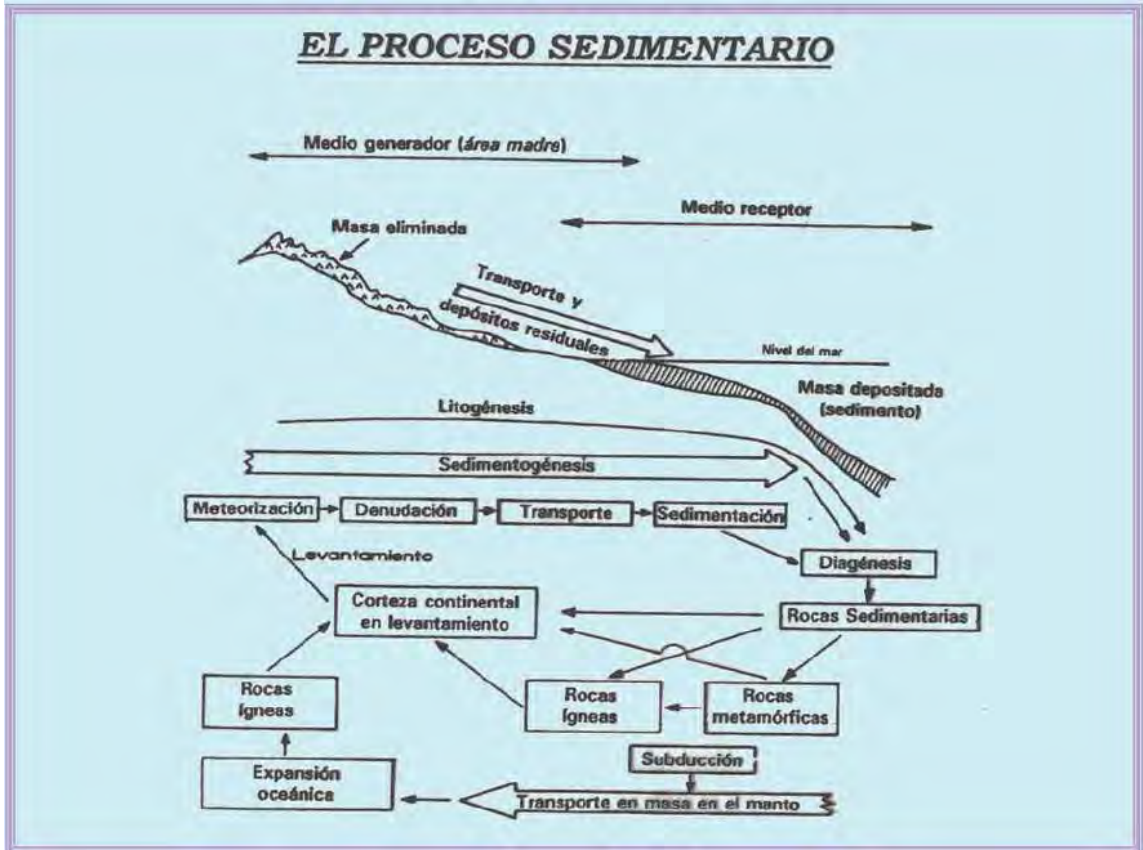 EL PROCESO SEDIMENTARIO
Medio generador (área madre)
Medio receptor
Masa eliminada
Transporte y
depósitos residuales
Nivel del mar
Masa depositada
(sedimento)
Litogénesis
Sedimentogénesis
Meteorización
Denudación
Transporte
Sedimentación
Levantamiento
Diagénesis
Corteza continental
en levantamiento
Rocas Sedimentarias
Rocas
Ígneas
Rocas
Ígneas
Rocas
metamórficas
Subducción
Expansión
oceánica
Transporte en masa en el manto